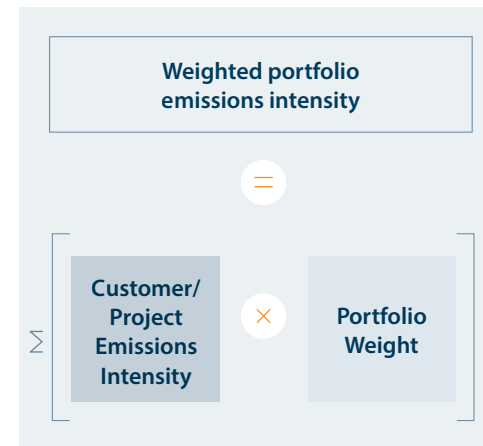 Weighted portfolio
emissions intensity
=
Σ
Customer/
Project
Emissions
Intensity
×
Portfolio
Weight